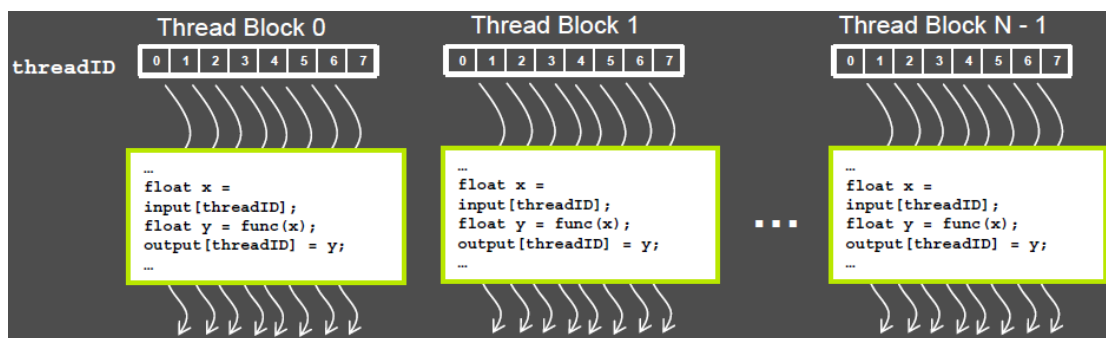 Thread Block 0
Thread Block 1
Thread Block N - 1
threadID
0 1 2 3 4 5 6 7
0 1 2 3 4 5 6 7
0 1 2 3 4 5 6 7
…
float x =
input[threadID];
float y = func(x);
output[threadID] = y;
…
…
float x =
input[threadID];
float y = func(x);
output[threadID] = y;
…
...
…
float x =
input[threadID];
float y = func(x);
output[threadID] = y;
…